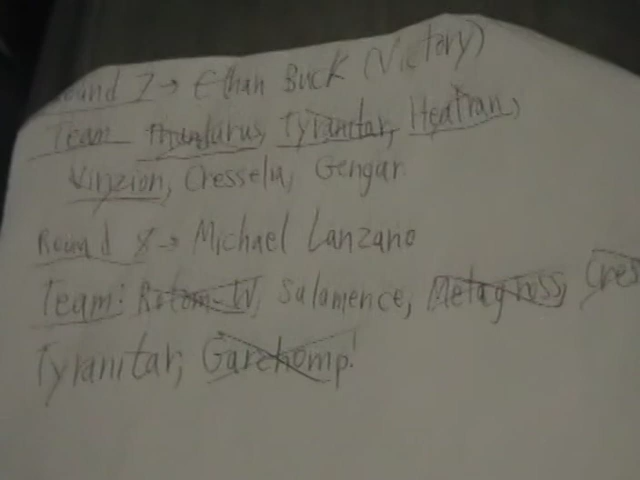 Round 7 → Ethan Buck (Victory)
Team Thundurus, Tyranitar, Heatran,
Virizion, Cresselia, Gengar
Round 8 → Michael Lanzano
Team: Rotom-W, Salamence, Metagross, Cres
Tyranitar, Garchomp!